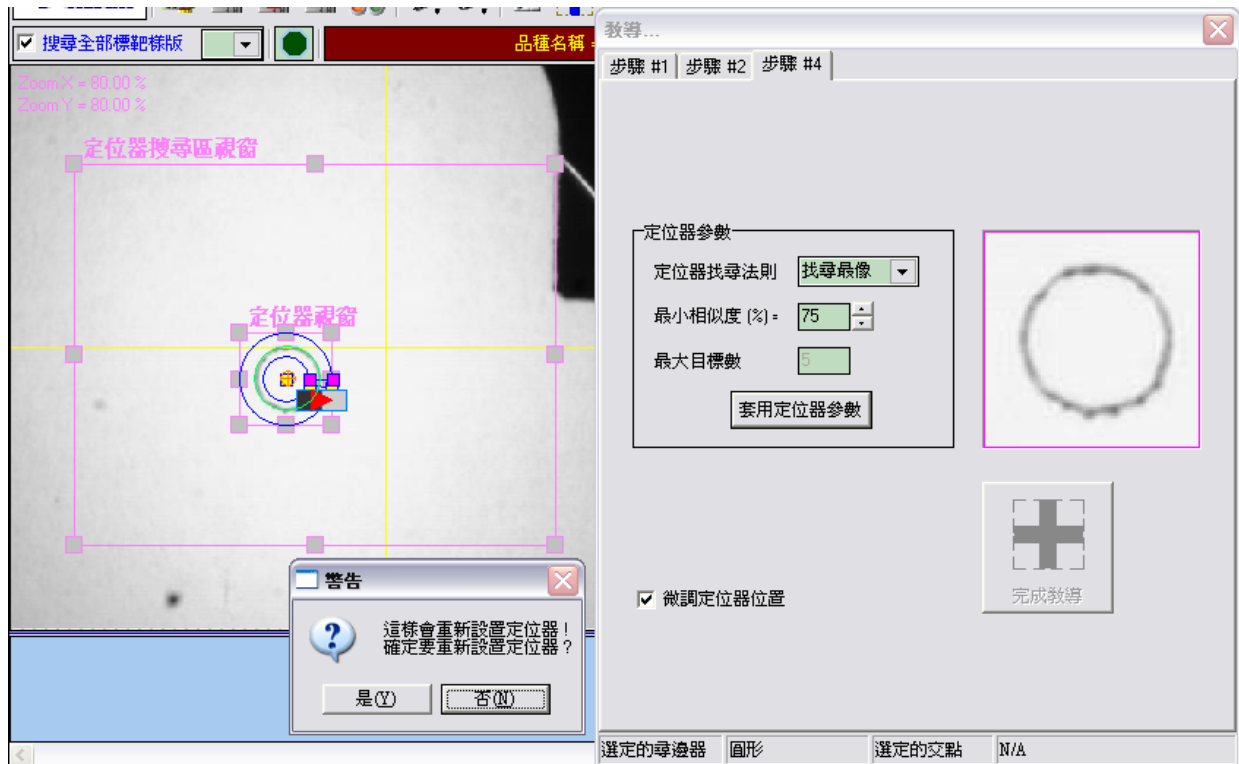 搜尋全部標靶樣版
品種名稱 =
Zoom X = 80.00 %
Zoom Y = 80.00 %
定位器搜尋區視窗
定位器視窗
警告
這樣會重新設置定位器!
確定要重新設置定位器?
是(Y)
否(N)
教導...
步驟 #1
步驟 #2
步驟 #4
定位器參數
定位器找尋法則
找尋最像
最小相似度 (%) =
75
最大目標數
5
套用定位器參數
微調定位器位置
完成教導
選定的尋邊器
圓形
選定的交點
N/A